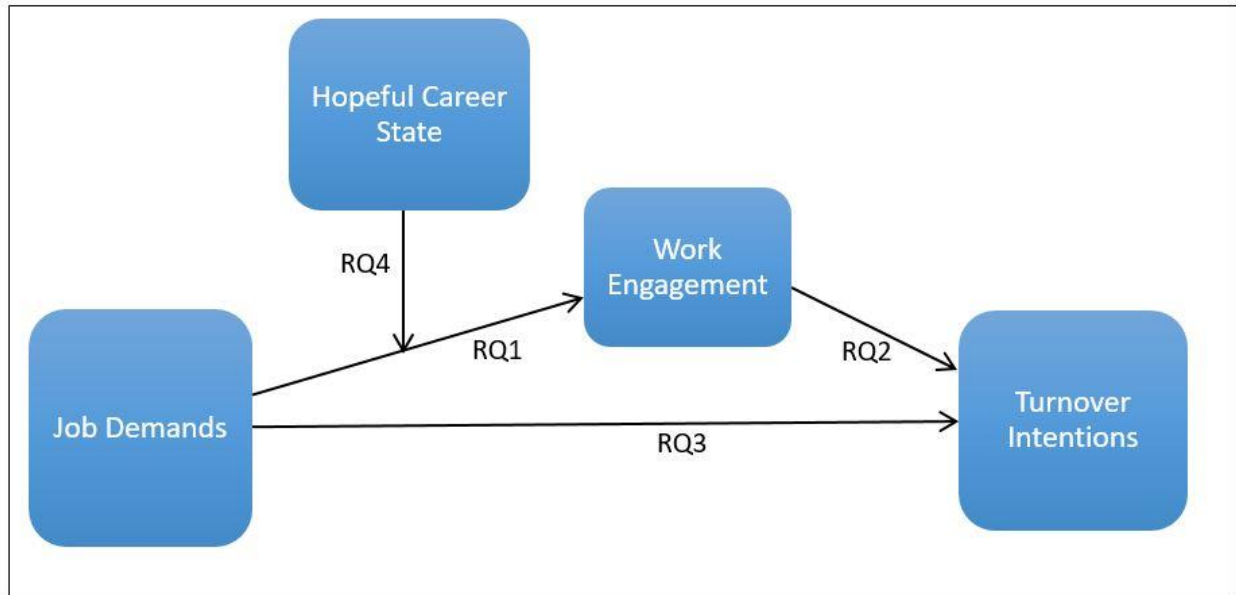 Hopeful Career
State
RQ4
Work
Engagement
RQ1
RQ2
Job Demands
Turnover
Intentions
RQ3